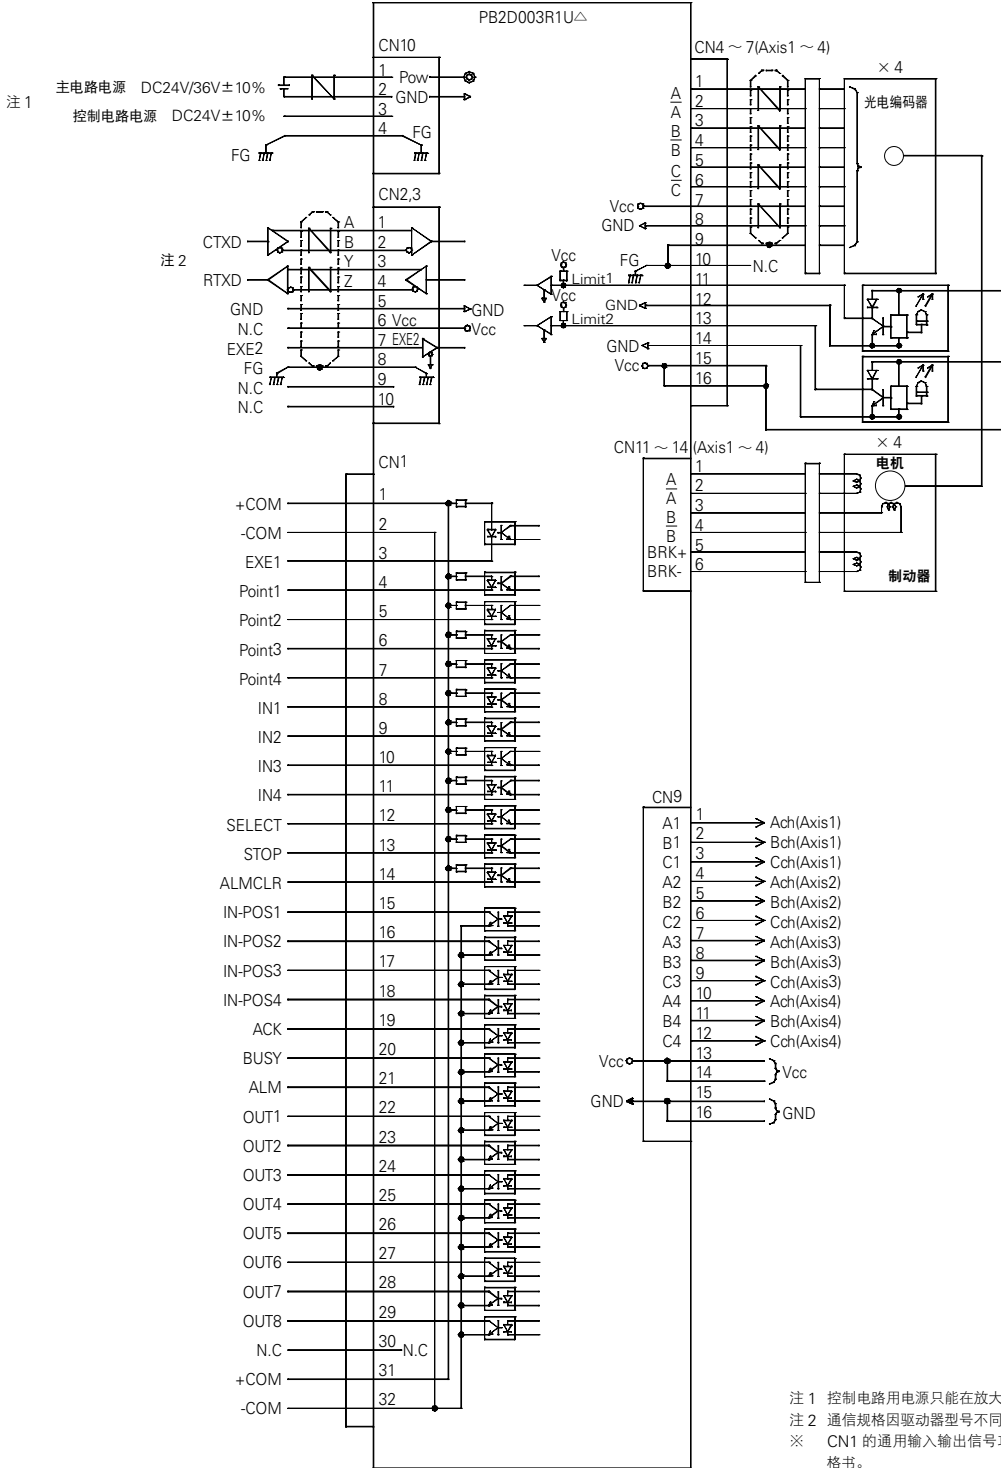 PB2D003R1U△
CN10
1 Pow
2 GND
3
4 FG
注 1
主电路电源 DC24V/36V±10%
控制电路电源 DC24V±10%
FG
CN2,3
注 2
CTXD A 1
B 2
RTXD Y 3
Z 4
GND 5 GND
N.C 6 Vcc Vcc
EXE2 7 EXE2
FG 8
N.C 9
N.C 10
CN4 ～ 7(Axis1 ～ 4)
A 1
A 2
B 3
B 4
C 5
C 6
Vcc 7
GND 8
9
FG 10 N.C
Vcc Limit1 11
GND 12
Vcc Limit2 13
GND 14
Vcc 15
16
× 4
光电编码器
CN11 ～ 14 (Axis1 ～ 4)
A 1
A 2
B 3
B 4
BRK+ 5
BRK- 6
× 4
电机
制动器
CN1
+COM 1
-COM 2
EXE1 3
Point1 4
Point2 5
Point3 6
Point4 7
IN1 8
IN2 9
IN3 10
IN4 11
SELECT 12
STOP 13
ALMCLR 14
IN-POS1 15
IN-POS2 16
IN-POS3 17
IN-POS4 18
ACK 19
BUSY 20
ALM 21
OUT1 22
OUT2 23
OUT3 24
OUT4 25
OUT5 26
OUT6 27
OUT7 28
OUT8 29
N.C 30 N.C
+COM 31
-COM 32
CN9
A1 1 Ach(Axis1)
B1 2 Bch(Axis1)
C1 3 Cch(Axis1)
A2 4 Ach(Axis2)
B2 5 Bch(Axis2)
C2 6 Cch(Axis2)
A3 7 Ach(Axis3)
B3 8 Bch(Axis3)
C3 9 Cch(Axis3)
A4 10 Ach(Axis4)
B4 11 Bch(Axis4)
C4 12 Cch(Axis4)
Vcc 13
14 Vcc
GND 15
16 GND
注 1 控制电路用电源只能在放大
注 2 通信规格因驱动器型号不同
※ CN1 的通用输入输出信号
格书。